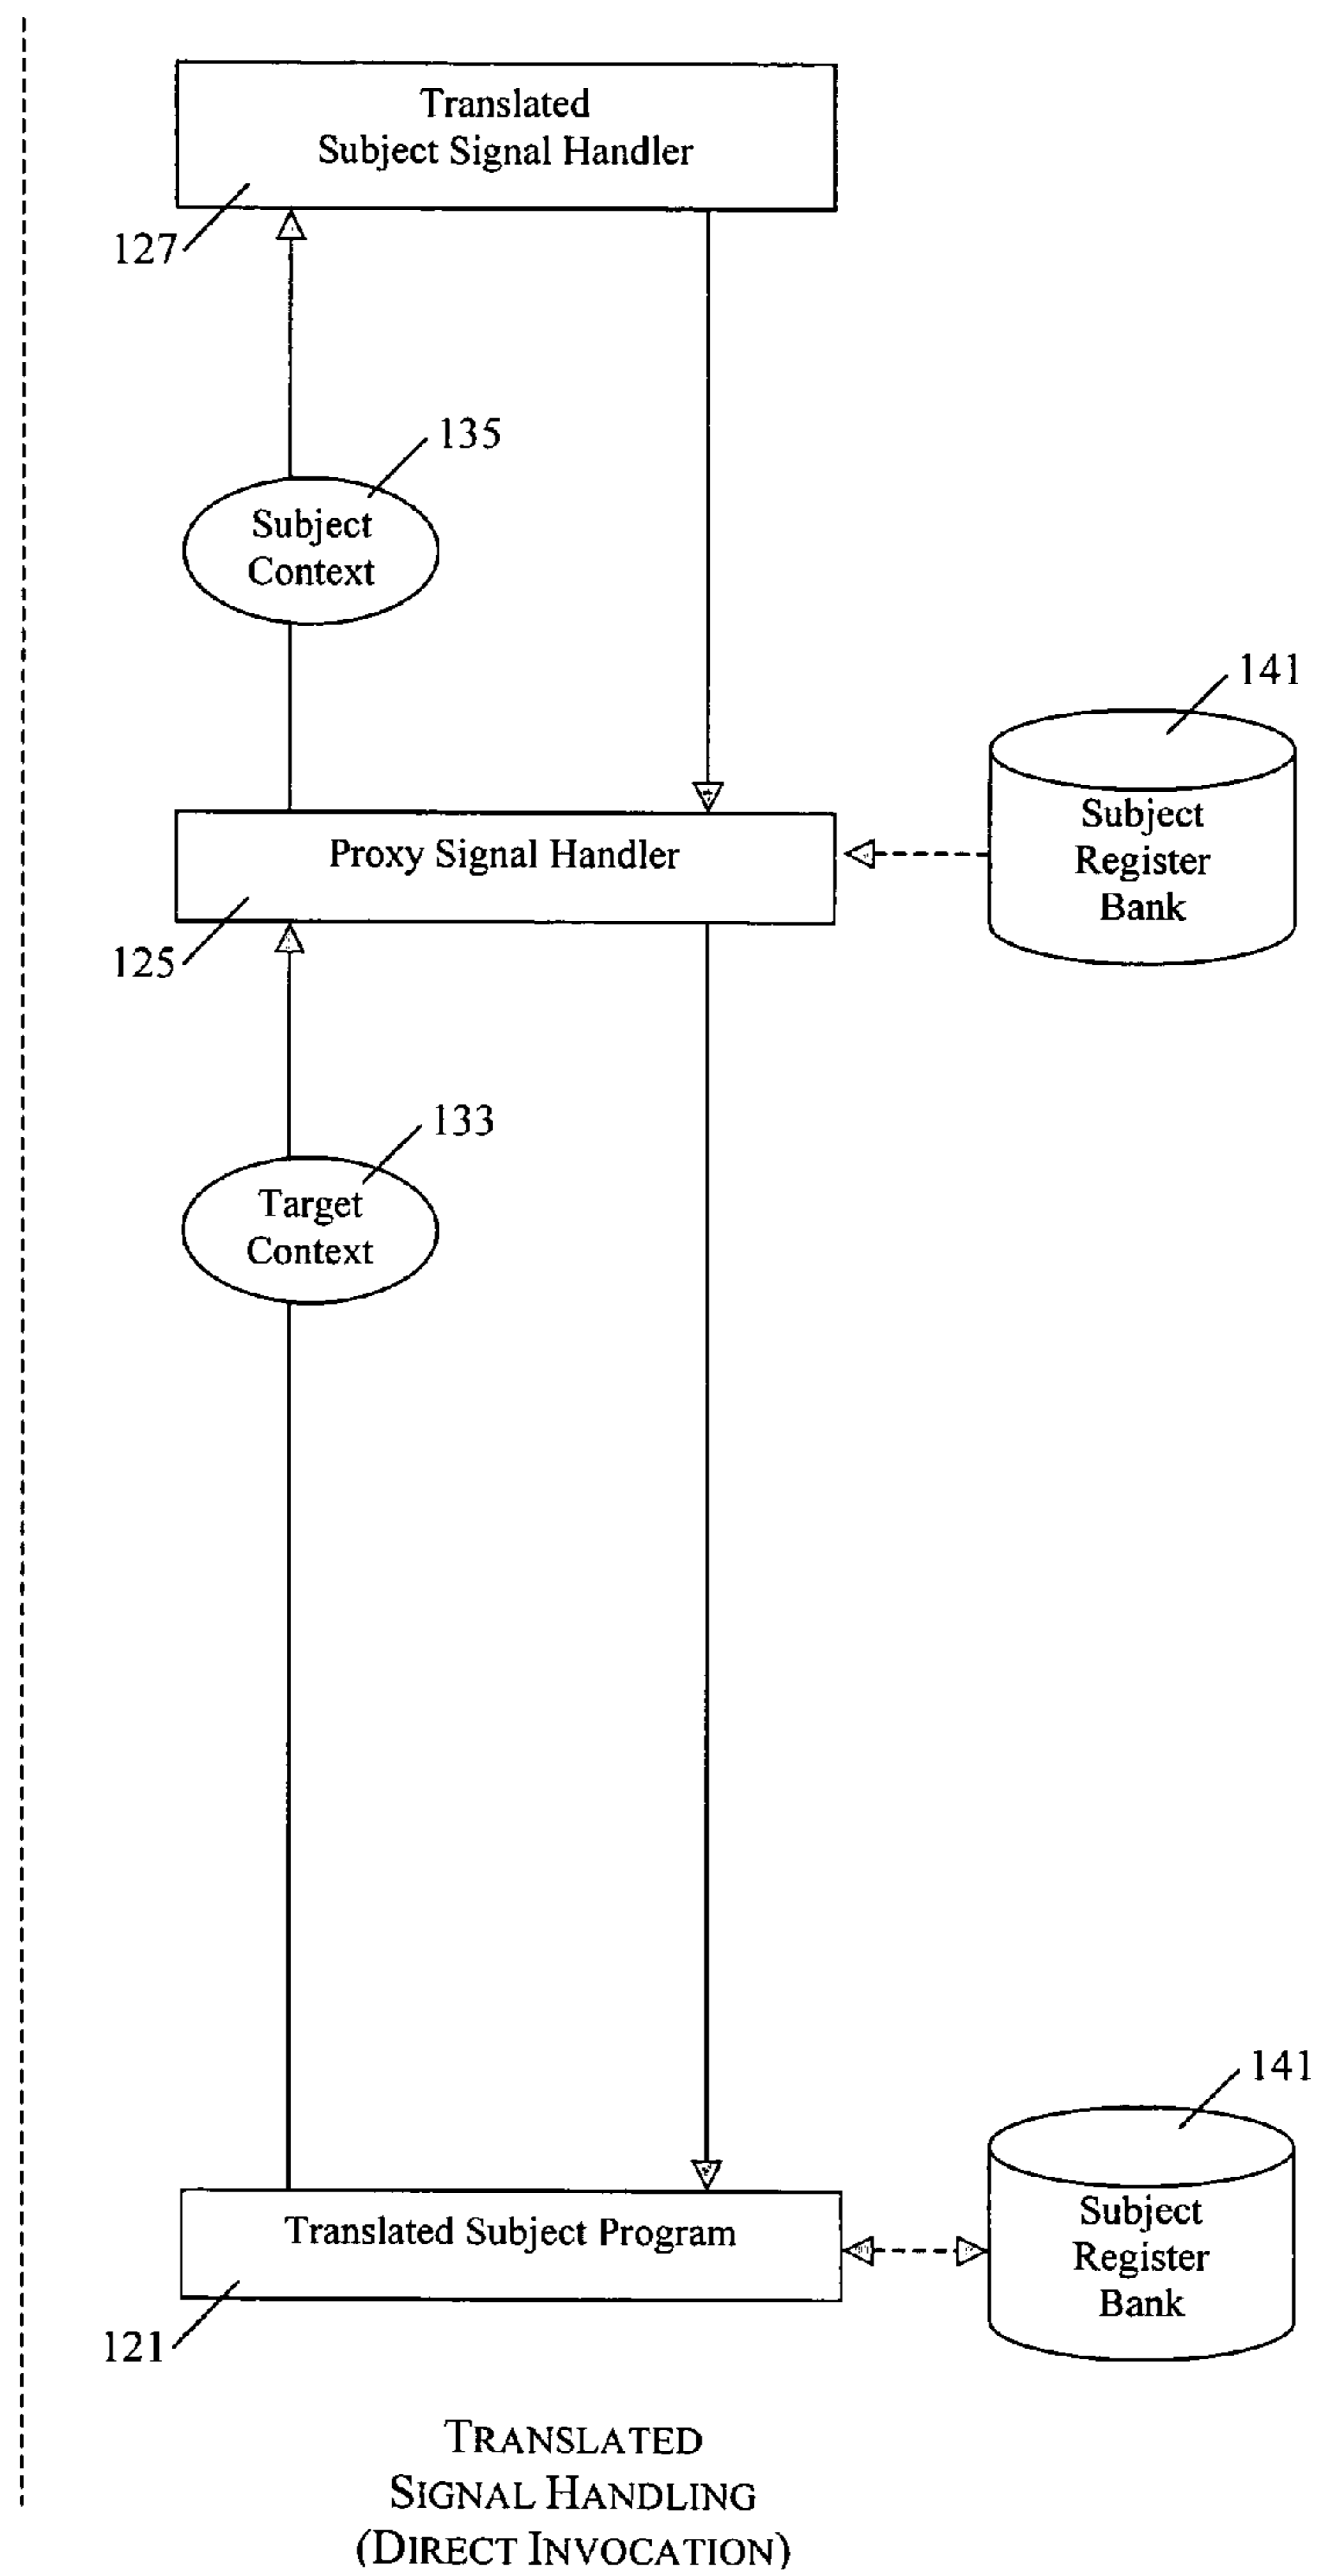 Translated
Subject Signal Handler
127
135
Subject
Context
141
Subject
Register
Bank
Proxy Signal Handler
125
133
Target
Context
141
Subject
Register
Bank
Translated Subject Program
121
TRANSLATED
SIGNAL HANDLING
(DIRECT INVOCATION)